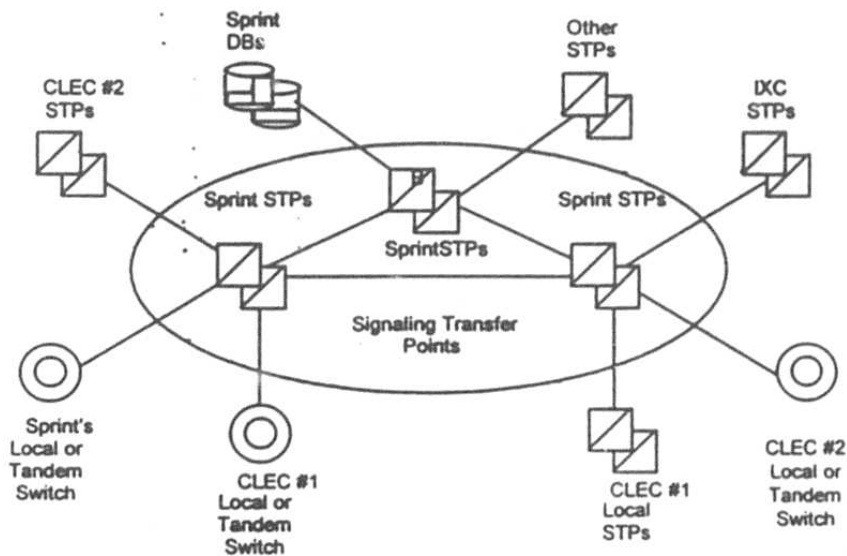 Sprint
DBs
Other
STPs
CLEC #2
STPs
IXC
STPs
Sprint STPs
Sprint STPs
SprintSTPs
Signaling Transfer
Points
Sprint's
Local or
Tandem
Switch
CLEC #1
Local or
Tandem
Switch
CLEC #1
Local
STPs
CLEC #2
Local or
Tandem
Switch